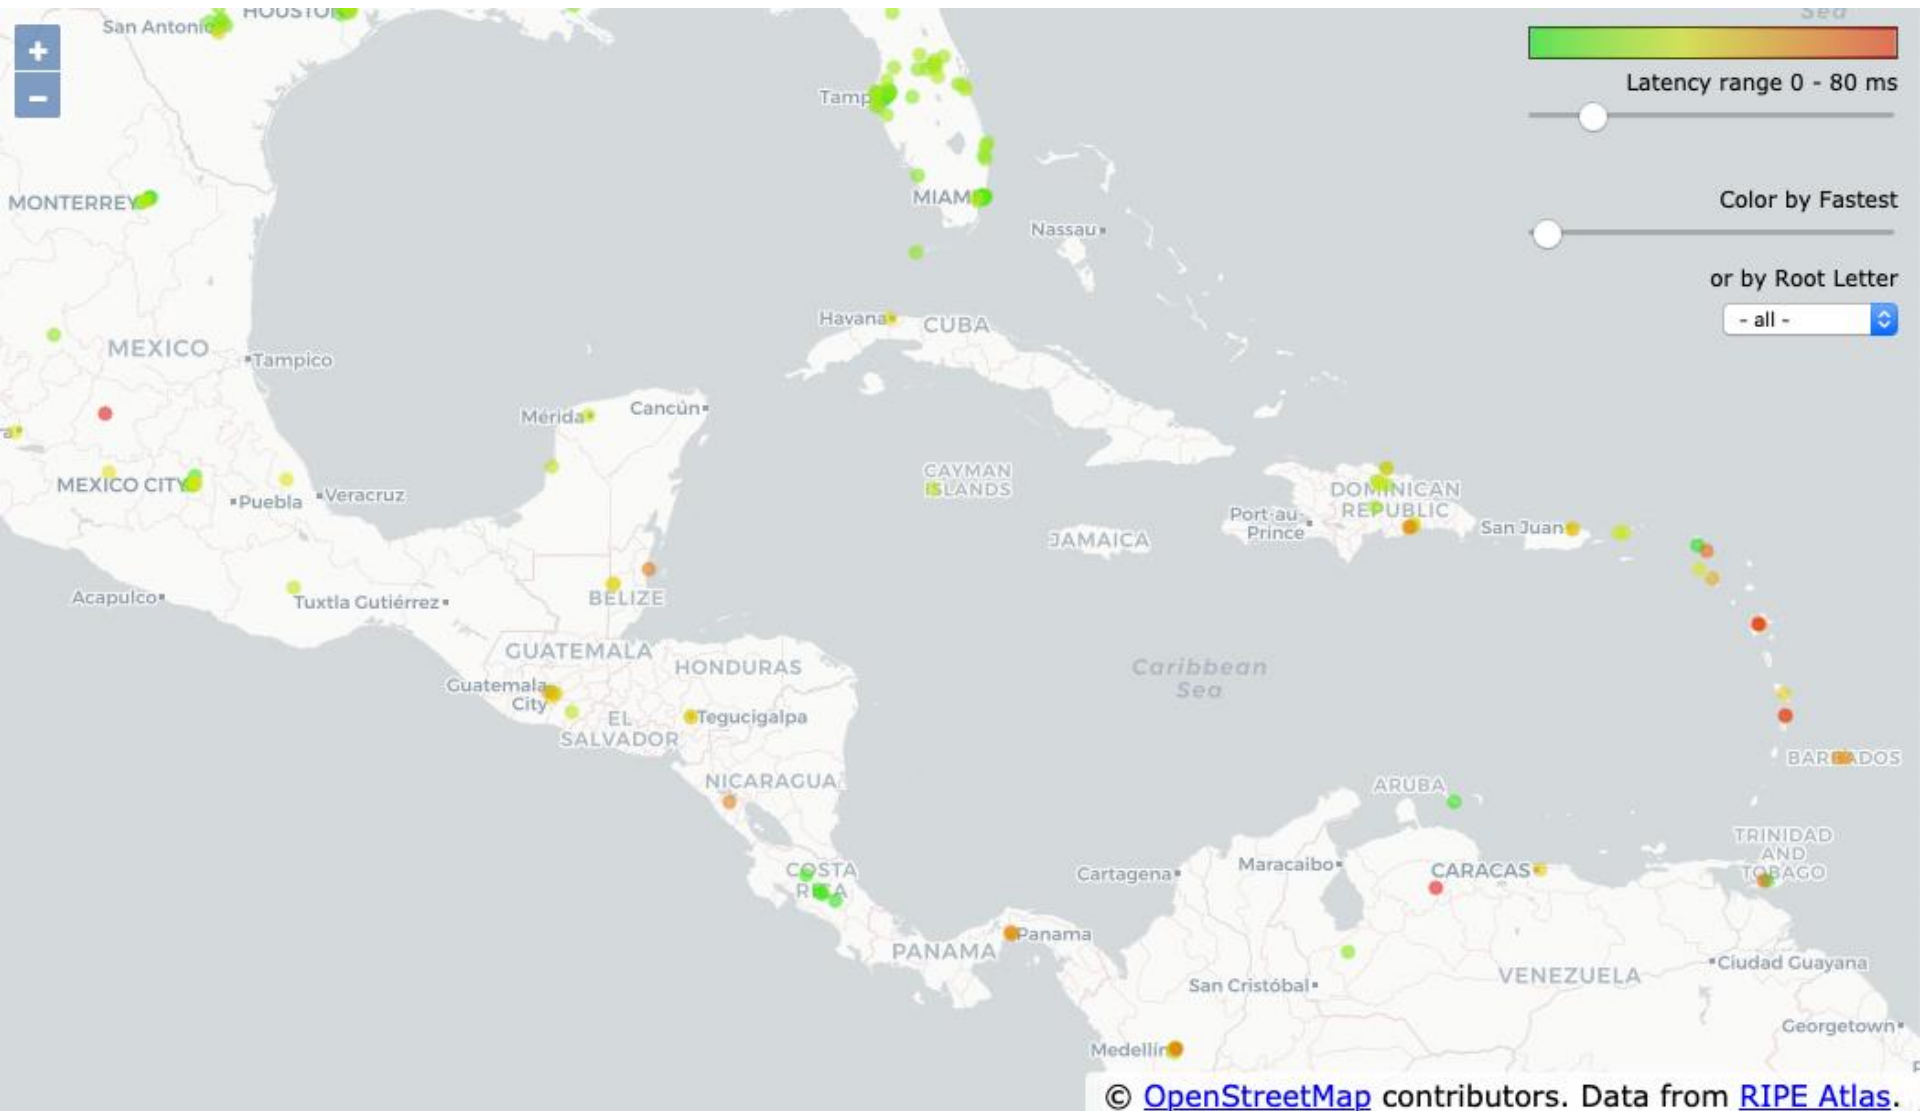 San Antonio
HOUSTON
Sea
+
−
Latency range 0 - 80 ms
Color by Fastest
or by Root Letter
- all -
Tamp
MONTERREY
MIAMI
Nassau
Havana
CUBA
MEXICO
Tampico
Mérida
Cancún
MEXICO CITY
Puebla
Veracruz
CAYMAN
ISLANDS
DOMINICAN
REPUBLIC
Port-au-
Prince
San Juan
JAMAICA
Acapulco
Tuxtla Gutiérrez
BELIZE
GUATEMALA
HONDURAS
Caribbean
Sea
Guatemala
City
EL
SALVADOR
Tegucigalpa
NICARAGUA
BARBADOS
ARUBA
TRINIDAD
AND
TOBAGO
COSTA
RICA
Cartagena
Maracaibo
CARACAS
PANAMA
Panama
San Cristóbal
VENEZUELA
Ciudad Guayana
Georgetown
Medellín
© OpenStreetMap contributors. Data from RIPE Atlas.